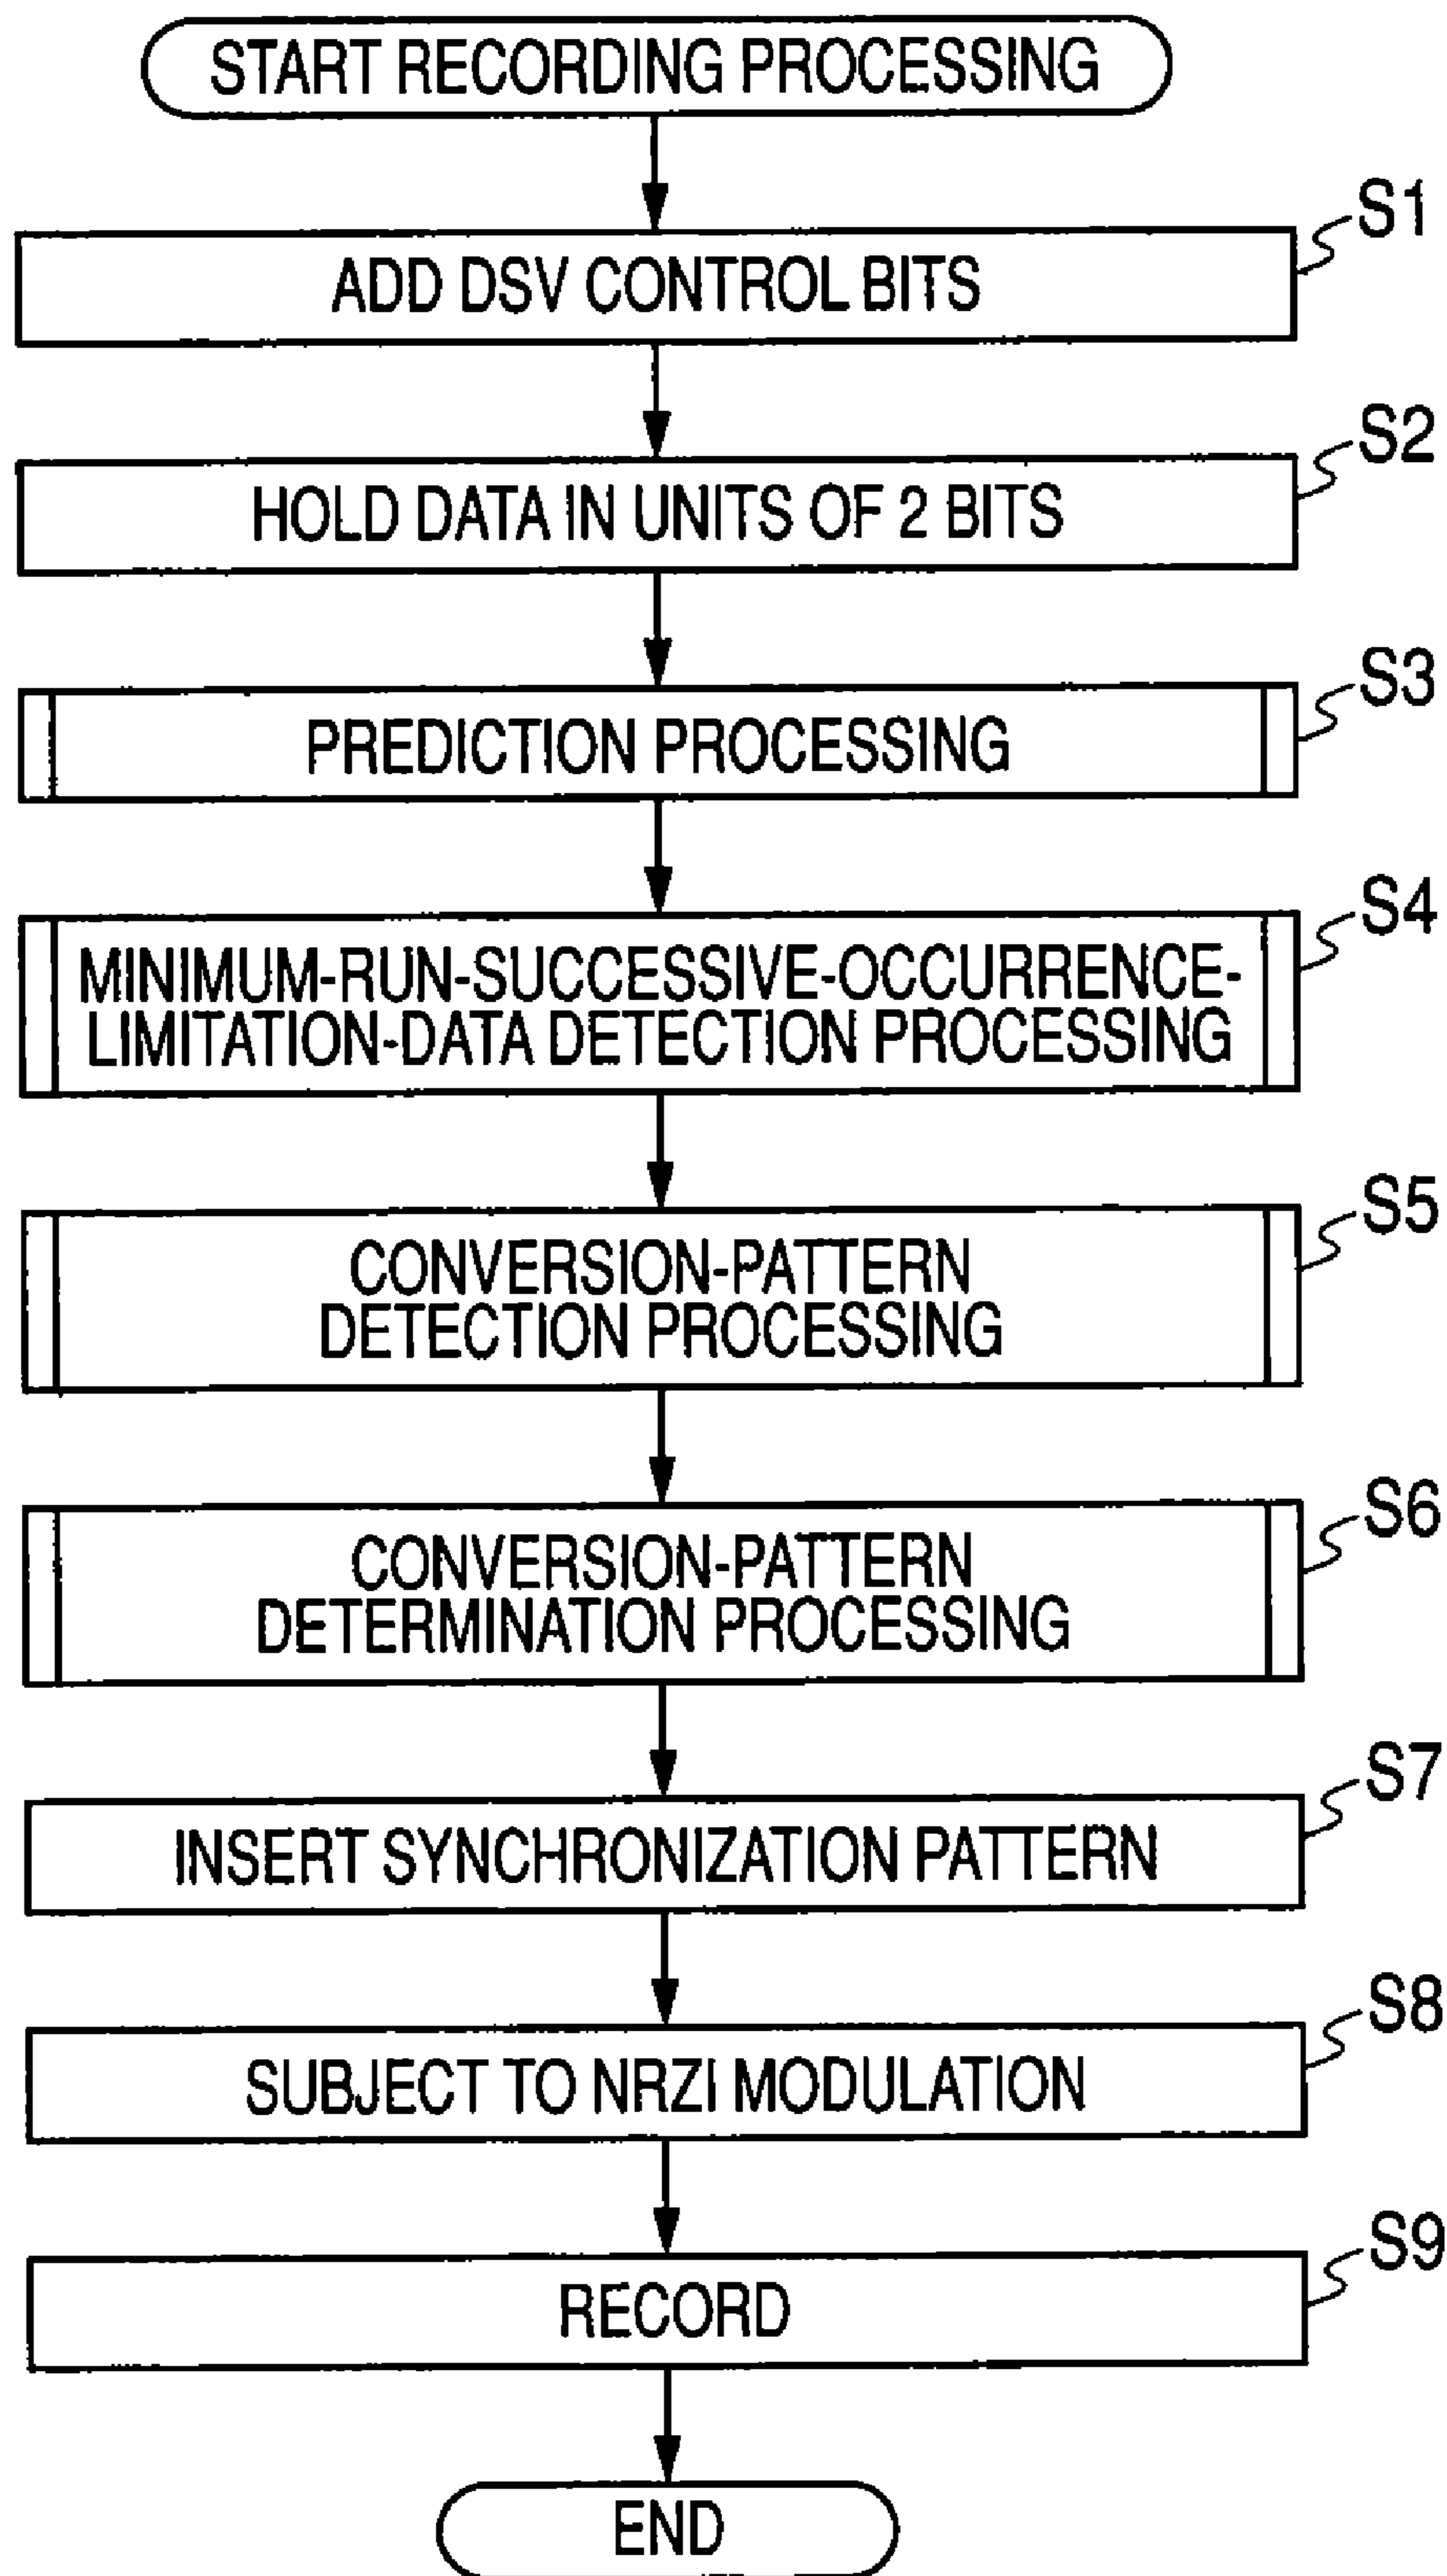 START RECORDING PROCESSING
S1
ADD DSV CONTROL BITS
S2
HOLD DATA IN UNITS OF 2 BITS
S3
PREDICTION PROCESSING
S4
MINIMUM-RUN-SUCCESSIVE-OCCURRENCE-
LIMITATION-DATA DETECTION PROCESSING
S5
CONVERSION-PATTERN
DETECTION PROCESSING
S6
CONVERSION-PATTERN
DETERMINATION PROCESSING
S7
INSERT SYNCHRONIZATION PATTERN
S8
SUBJECT TO NRZI MODULATION
S9
RECORD
END